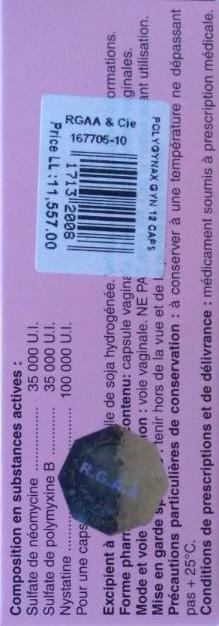 Composition en substances actives :
Sulfate de néomycine .................. 35 000 U.I.
Sulfate de polymyxine B ............. 35 000 U.I.
Nystatine .................. 100 000 U.I.
Pour une caps
Excipient à
ile de soja hydrogénée.
ormations.
Forme pharm
contenu: capsule vagina
ginales.
Mode et voie
ion : voie vaginale. NE PA
ant utilisation.
Mise en garde sp
: tenir hors de la vue et de l
Précautions particulières de conservation : à conserver à une température ne dépassant
pas + 25°C.
Conditions de prescriptions et de délivrance : médicament soumis à prescription médicale.
R.G.A.A
Price LL :11,557.00
1713/2008
167705-10
RGAA & Cie
POLYGYNAX GYN 12 CAPS